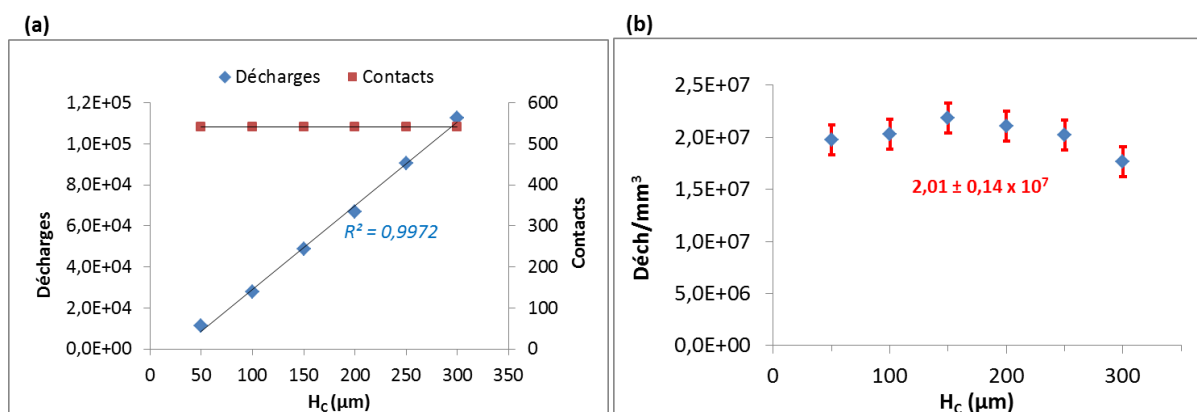 (a)
Décharges Contacts
1,2E+05
1,0E+05
8,0E+04
6,0E+04
4,0E+04
2,0E+04
0,0E+00
Décharges
600
500
400
300
200
100
0
Contacts
R² = 0,9972
0 50 100 150 200 250 300 350
H_C (µm)
(b)
2,5E+07
2,0E+07
1,5E+07
1,0E+07
5,0E+06
0,0E+00
Déch/mm³
2,01 ± 0,14 x 10⁷
0 100 200 300
H_C (µm)